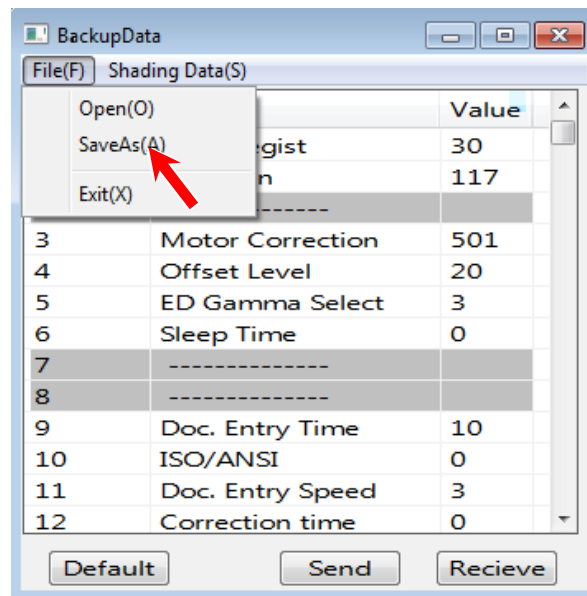 BackupData
File(F) Shading Data(S)
Open(O)
SaveAs(A)
Exit(X)
Value
gist 30
n 117
------
3 Motor Correction 501
4 Offset Level 20
5 ED Gamma Select 3
6 Sleep Time 0
7 --------------
8 --------------
9 Doc. Entry Time 10
10 ISO/ANSI 0
11 Doc. Entry Speed 3
12 Correction time 0
Default Send Recieve